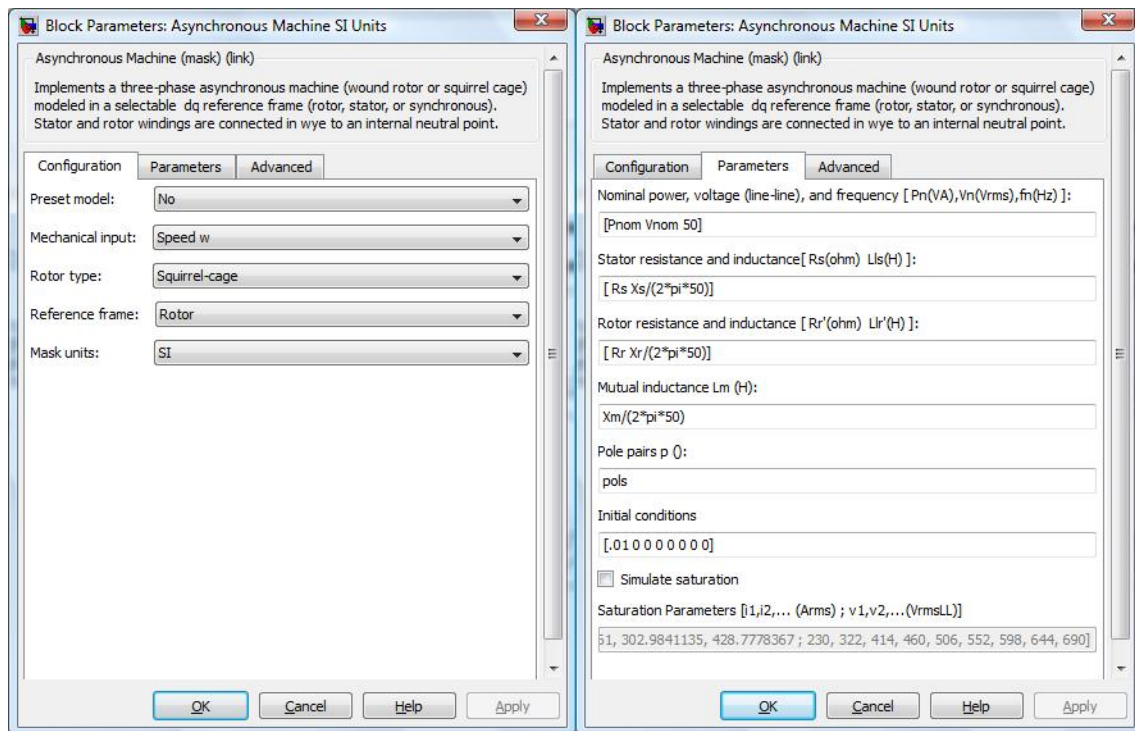 Block Parameters: Asynchronous Machine SI Units
Asynchronous Machine (mask) (link)
Implements a three-phase asynchronous machine (wound rotor or squirrel cage)
modeled in a selectable dq reference frame (rotor, stator, or synchronous).
Stator and rotor windings are connected in wye to an internal neutral point.
Configuration Parameters Advanced
Preset model: No
Mechanical input: Speed w
Rotor type: Squirrel-cage
Reference frame: Rotor
Mask units: SI
OK Cancel Help Apply
Block Parameters: Asynchronous Machine SI Units
Asynchronous Machine (mask) (link)
Implements a three-phase asynchronous machine (wound rotor or squirrel cage)
modeled in a selectable dq reference frame (rotor, stator, or synchronous).
Stator and rotor windings are connected in wye to an internal neutral point.
Configuration Parameters Advanced
Nominal power, voltage (line-line), and frequency [ Pn(VA),Vn(Vrms),fn(Hz) ]:
[Pnom Vnom 50]
Stator resistance and inductance[ Rs(ohm) Lls(H) ]:
[ Rs Xs/(2*pi*50)]
Rotor resistance and inductance [ Rr'(ohm) Llr'(H) ]:
[ Rr Xr/(2*pi*50)]
Mutual inductance Lm (H):
Xm/(2*pi*50)
Pole pairs p ():
pols
Initial conditions
[.01 0 0 0 0 0 0 0]
Simulate saturation
Saturation Parameters [i1,i2,... (Arms) ; v1,v2,...(VrmsLL)]
302.9841135, 428.7778367 ; 230, 322, 414, 460, 506, 552, 598, 644, 690]
OK Cancel Help Apply